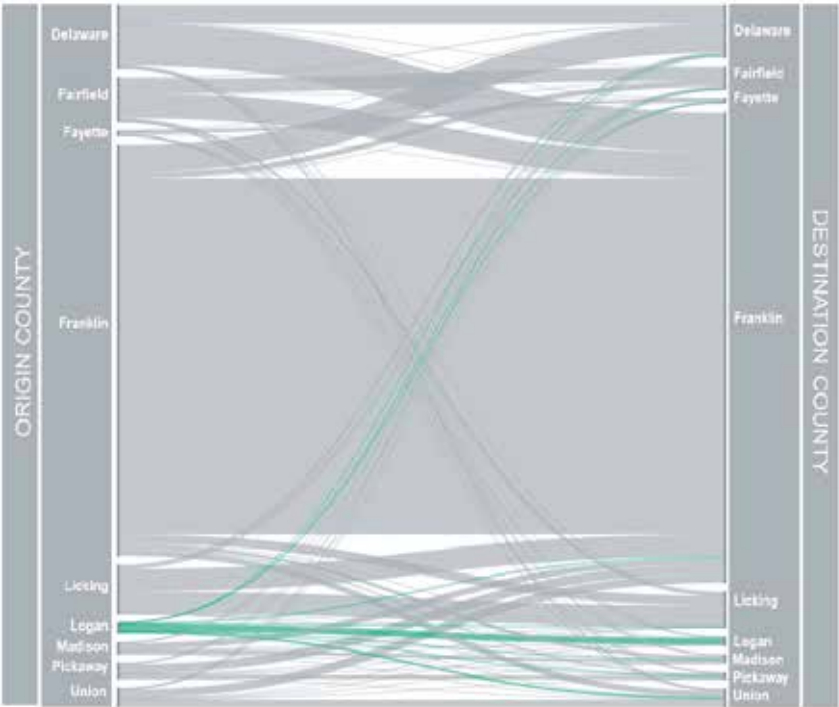 ORIGIN COUNTY
Delaware
Fairfield
Fayette
Franklin
Licking
Logan
Madison
Pickaway
Union
Delaware
Fairfield
Fayette
Franklin
Licking
Logan
Madison
Pickaway
Union
DESTINATION COUNTY